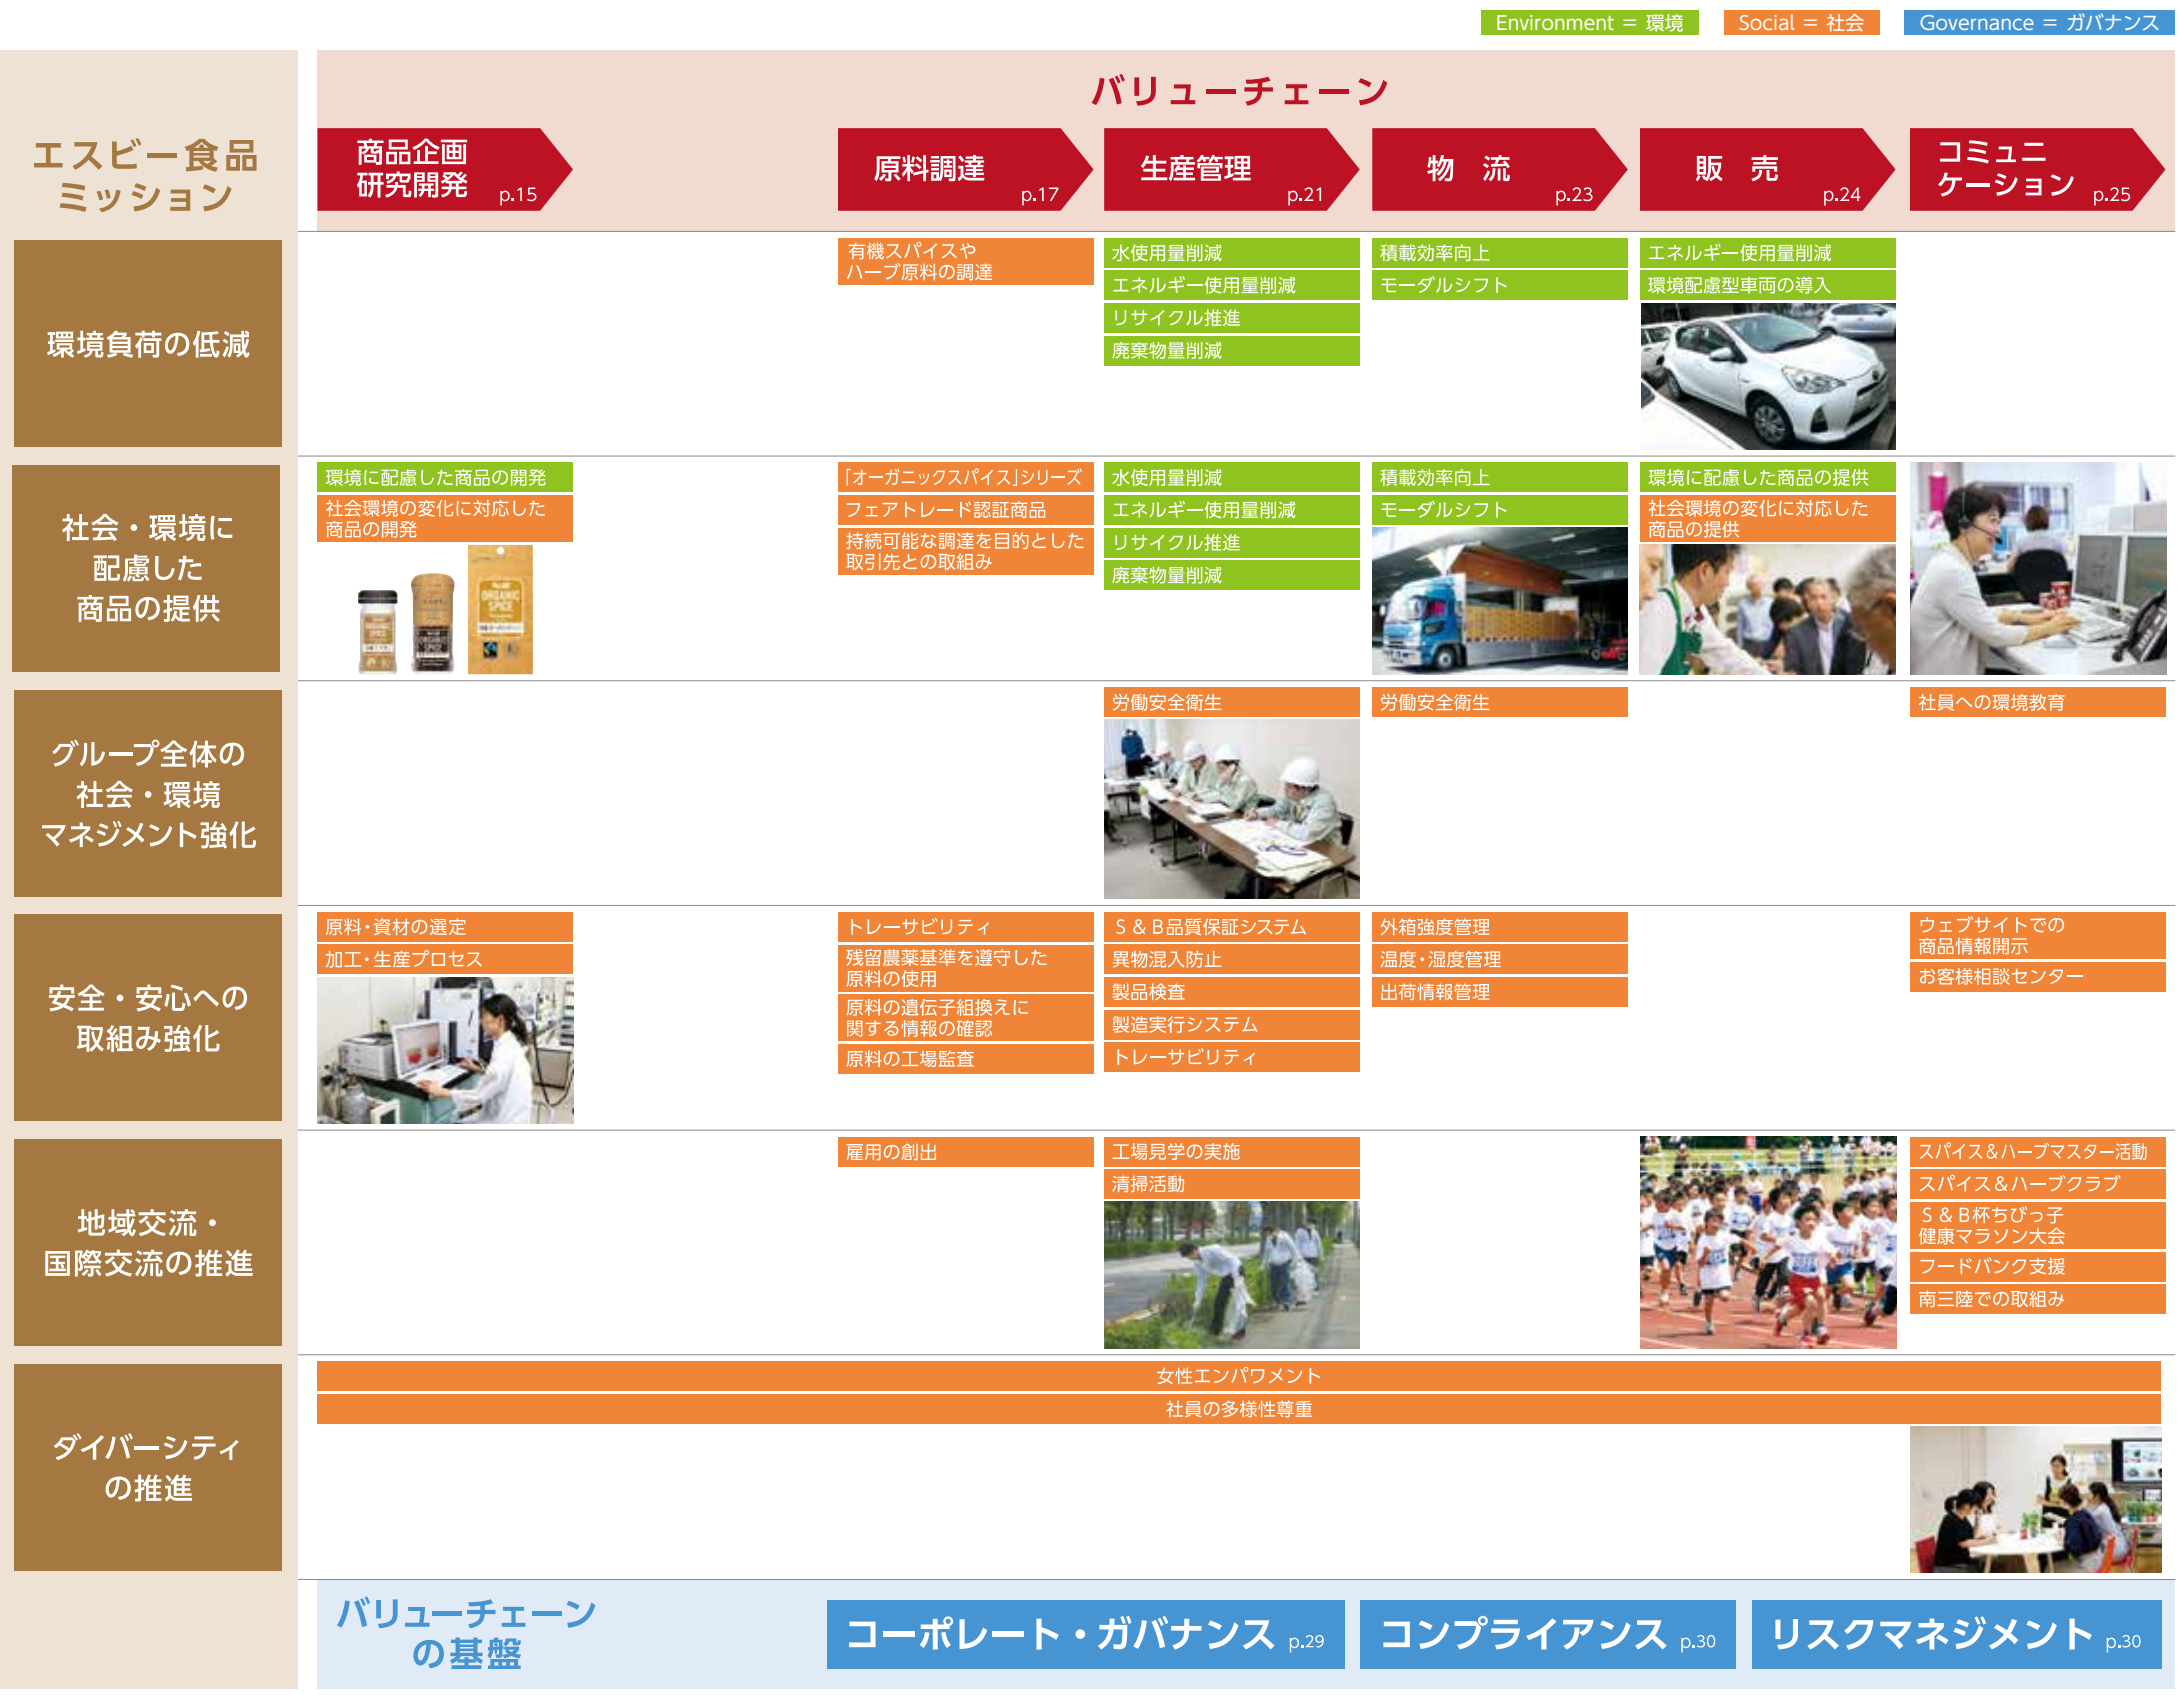 Environment ＝ 環境
Social ＝ 社会
Governance ＝ ガバナンス
バリューチェーン
エスビー食品
ミッション
商品企画
研究開発 p.15
原料調達 p.17
生産管理 p.21
物 流 p.23
販 売 p.24
コミュニ
ケーション p.25
環境負荷の低減
有機スパイスや
ハーブ原料の調達
水使用量削減
エネルギー使用量削減
リサイクル推進
廃棄物量削減
積載効率向上
モーダルシフト
エネルギー使用量削減
環境配慮型車両の導入
社会・環境に
配慮した
商品の提供
環境に配慮した商品の開発
社会環境の変化に対応した
商品の開発
ORGANIC
SPICE
「オーガニックスパイス」シリーズ
フェアトレード認証商品
持続可能な調達を目的とした
取引先との取組み
水使用量削減
エネルギー使用量削減
リサイクル推進
廃棄物量削減
積載効率向上
モーダルシフト
環境に配慮した商品の提供
社会環境の変化に対応した
商品の提供
グループ全体の
社会・環境
マネジメント強化
労働安全衛生
労働安全衛生
社員への環境教育
安全・安心への
取組み強化
原料・資材の選定
加工・生産プロセス
トレーサビリティ
残留農薬基準を遵守した
原料の使用
原料の遺伝子組換えに
関する情報の確認
原料の工場監査
Ｓ＆Ｂ品質保証システム
異物混入防止
製品検査
製造実行システム
トレーサビリティ
外箱強度管理
温度・湿度管理
出荷情報管理
ウェブサイトでの
商品情報開示
お客様相談センター
地域交流・
国際交流の推進
雇用の創出
工場見学の実施
清掃活動
スパイス＆ハーブマスター活動
スパイス＆ハーブクラブ
Ｓ＆Ｂ杯ちびっ子
健康マラソン大会
フードバンク支援
南三陸での取組み
ダイバーシティ
の推進
女性エンパワメント
社員の多様性尊重
バリューチェーン
の基盤
コーポレート・ガバナンス p.29
コンプライアンス p.30
リスクマネジメント p.30